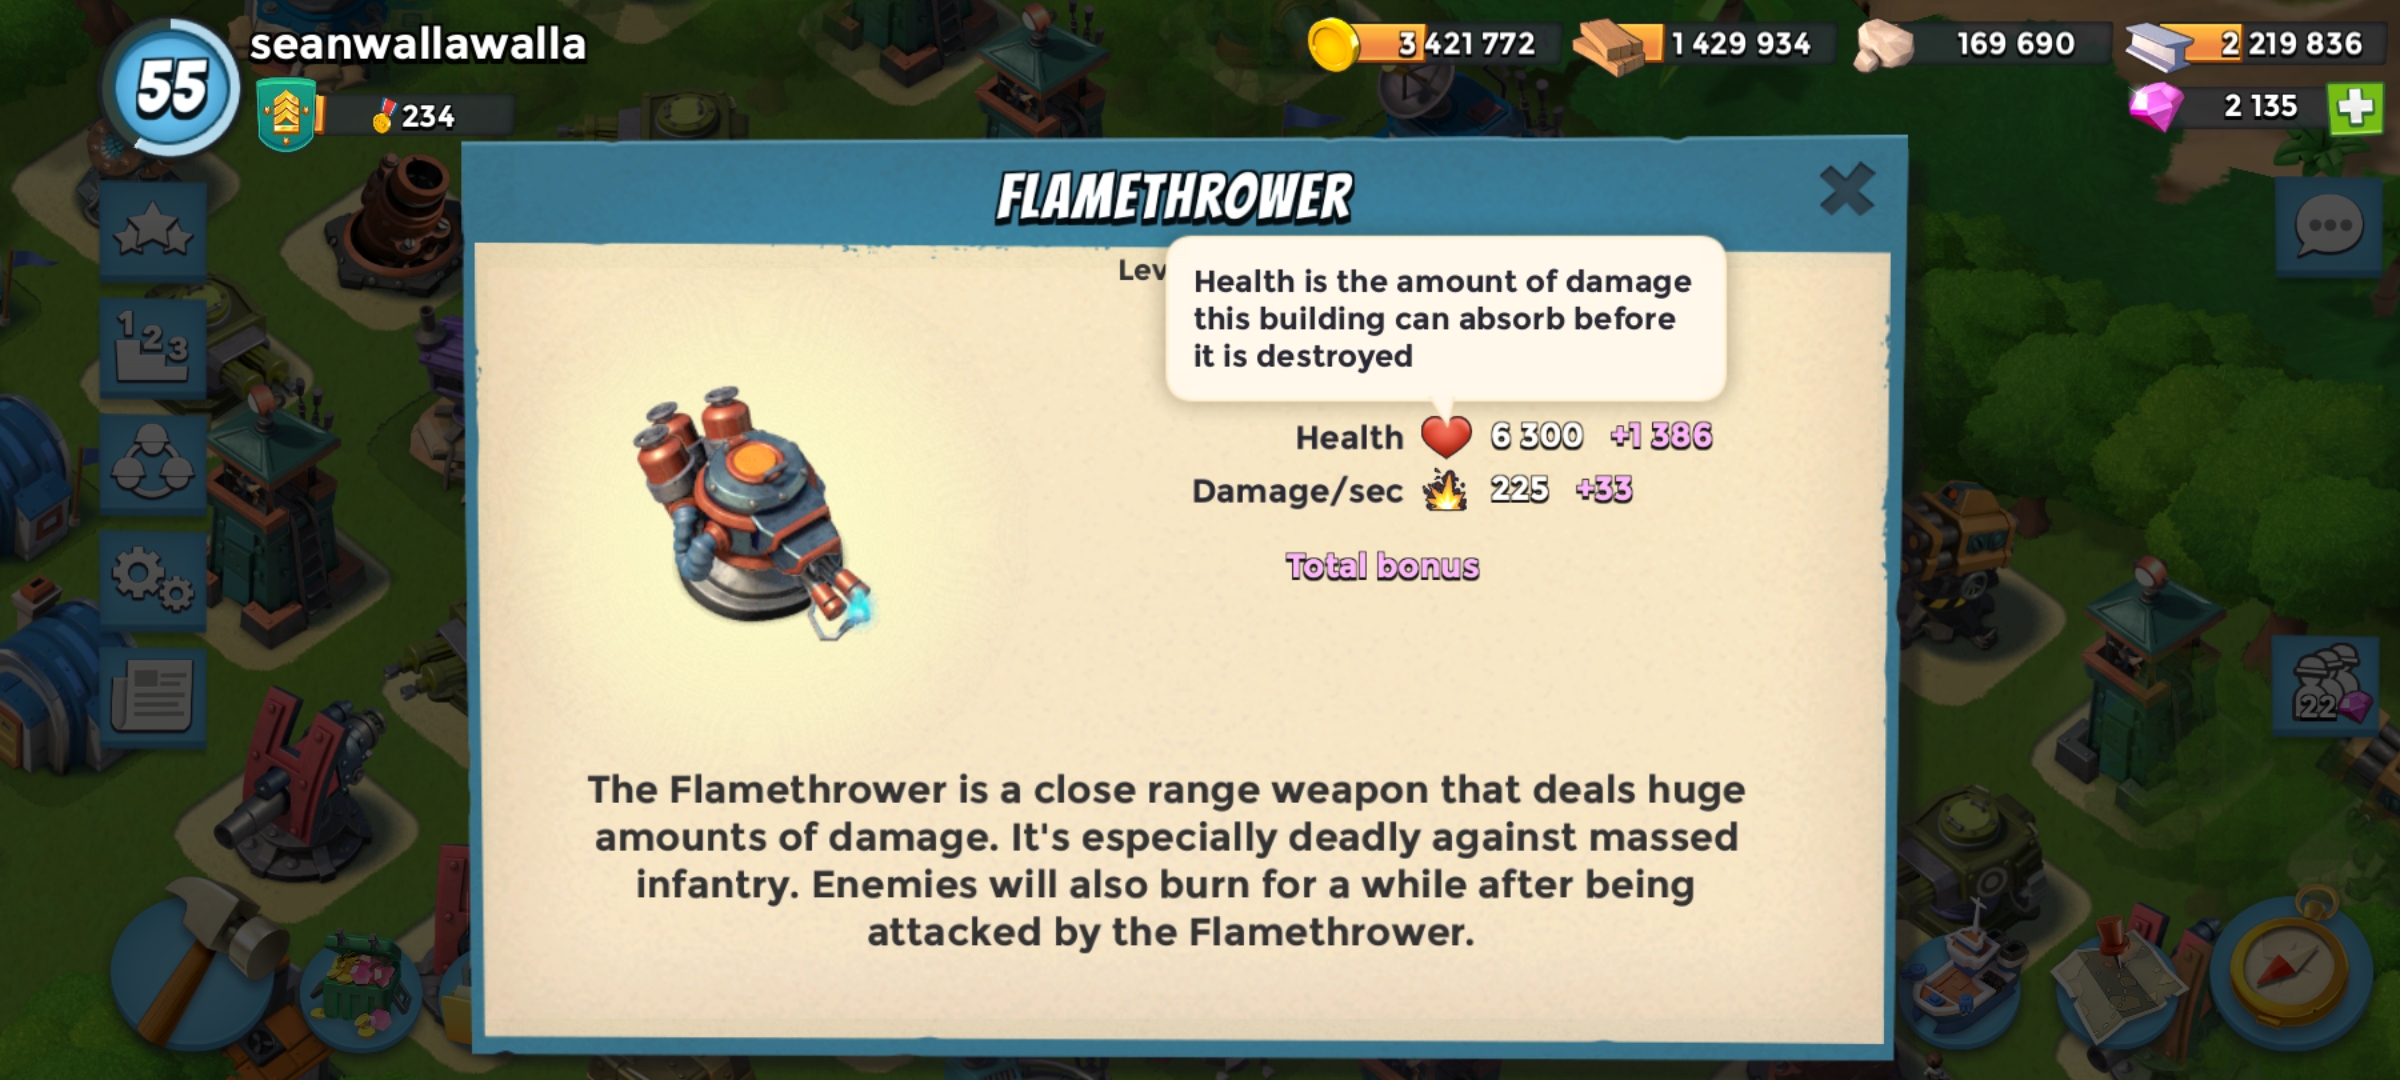 55
seanwallawalla
234
3 421 772
1 429 934
169 690
2 219 836
2 135
FLAMETHROWER
Health is the amount of damage
this building can absorb before
it is destroyed
Health 6 300 +1 386
Damage/sec 225 +33
Total bonus
1 2 3
22
The Flamethrower is a close range weapon that deals huge
amounts of damage. It's especially deadly against massed
infantry. Enemies will also burn for a while after being
attacked by the Flamethrower.